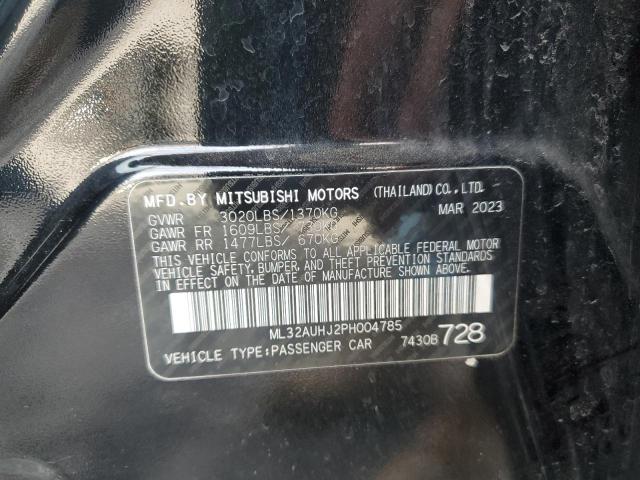 MFD.BY MITSUBISHI MOTORS (THAILAND)CO.,LTD.
GVWR 3020LBS/1370KG MAR 2023
GAWR FR 1609LBS/
GAWR RR 1477LBS/ 670KG
THIS VEHICLE CONFORMS TO ALL APPLICABLE FEDERAL MOTOR
VEHICLE SAFETY, BUMPER, AND THEFT PREVENTION STANDARDS
IN EFFECT ON THE DATE OF MANUFACTURE SHOWN ABOVE.
ML32AUHJ2PH004785
VEHICLE TYPE:PASSENGER CAR 7430B 728